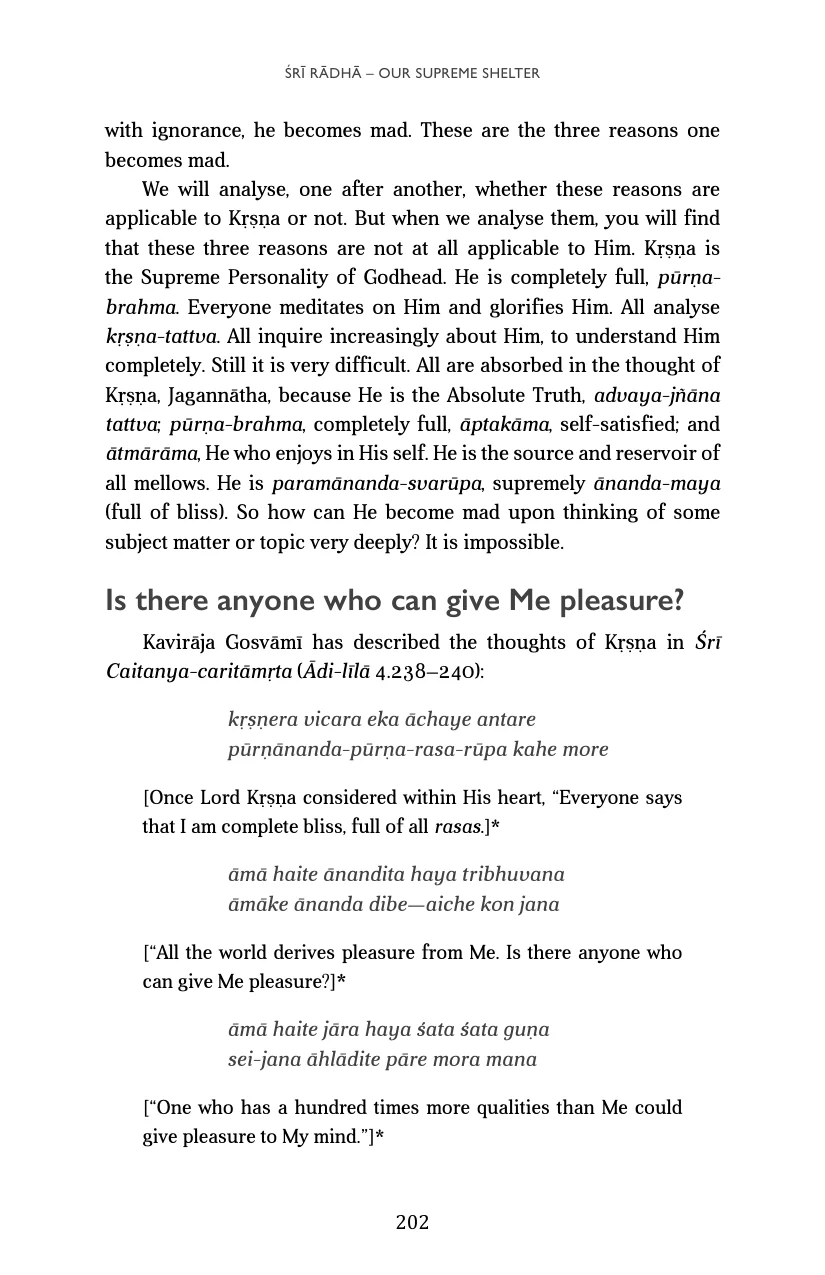 ŚRĪ RĀDHĀ – OUR SUPREME SHELTER
with ignorance, he becomes mad. These are the three reasons one
becomes mad.
We will analyse, one after another, whether these reasons are
applicable to Kṛṣṇa or not. But when we analyse them, you will find
that these three reasons are not at all applicable to Him. Kṛṣṇa is
the Supreme Personality of Godhead. He is completely full, pūrṇa-
brahma. Everyone meditates on Him and glorifies Him. All analyse
kṛṣṇa-tattva. All inquire increasingly about Him, to understand Him
completely. Still it is very difficult. All are absorbed in the thought of
Kṛṣṇa, Jagannātha, because He is the Absolute Truth, advaya-jñāna
tattva; pūrṇa-brahma, completely full, āptakāma, self-satisfied; and
ātmārāma, He who enjoys in His self. He is the source and reservoir of
all mellows. He is paramānanda-svarūpa, supremely ānanda-maya
(full of bliss). So how can He become mad upon thinking of some
subject matter or topic very deeply? It is impossible.
Is there anyone who can give Me pleasure?
Kavirāja Gosvāmī has described the thoughts of Kṛṣṇa in Śrī
Caitanya-caritāmṛta (Ādi-līlā 4.238–240):
kṛṣṇera vicara eka āchaye antare
pūrṇānanda-pūrṇa-rasa-rūpa kahe more
[Once Lord Kṛṣṇa considered within His heart, “Everyone says
that I am complete bliss, full of all rasas.]*
āmā haite ānandita haya tribhuvana
āmāke ānanda dibe—aiche kon jana
[“All the world derives pleasure from Me. Is there anyone who
can give Me pleasure?]*
āmā haite jāra haya śata śata guṇa
sei-jana āhlādite pāre mora mana
[“One who has a hundred times more qualities than Me could
give pleasure to My mind.”]*
202